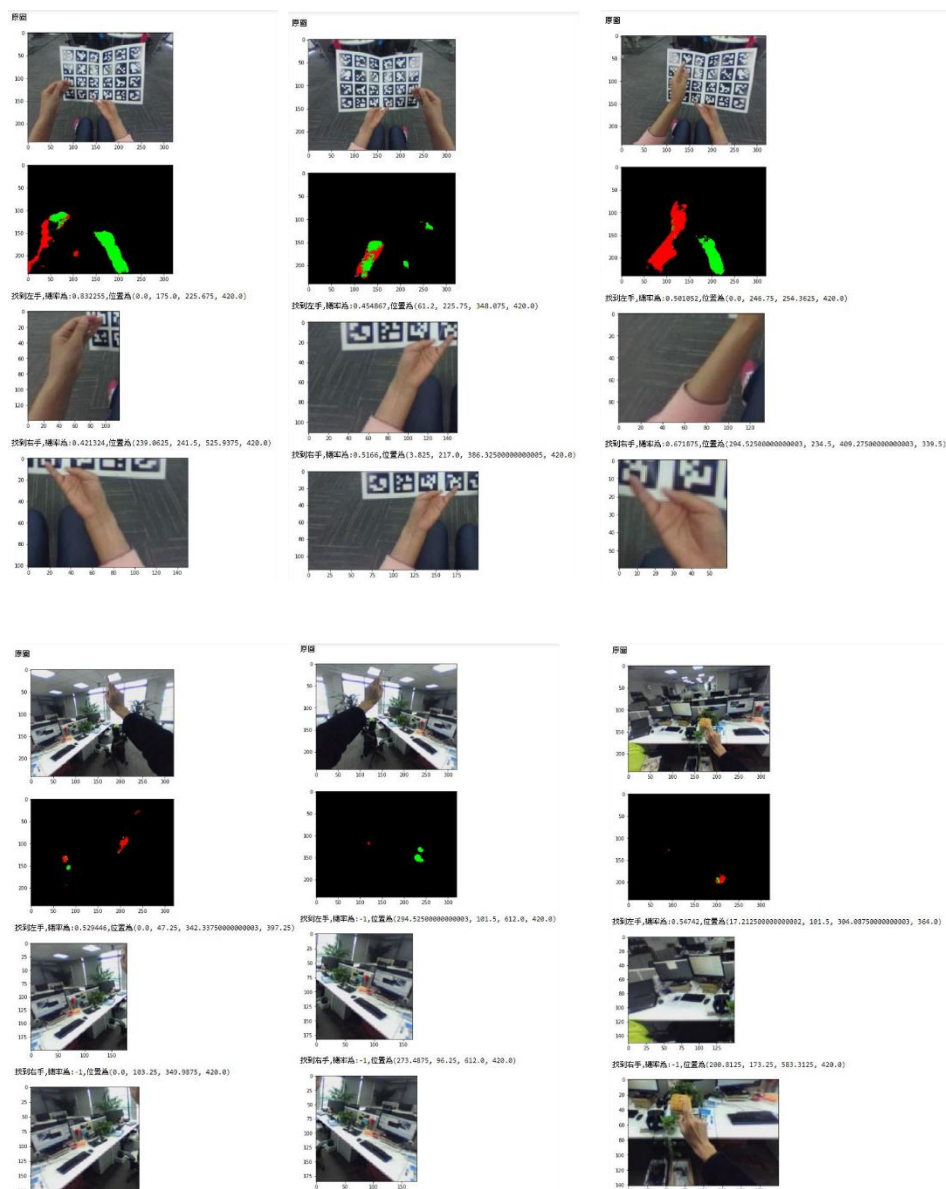 原圖
原圖
原圖
找到左手,機率為:0.832255,位置為(0.0, 175.0, 225.675, 420.0)
找到左手,機率為:0.454867,位置為(61.2, 225.75, 348.075, 420.0)
找到左手,機率為:0.501052,位置為(0.0, 246.75, 254.3625, 420.0)
找到右手,機率為:0.421324,位置為(239.0625, 241.5, 525.9375, 420.0)
找到右手,機率為:0.5166,位置為(3.825, 217.0, 386.32500000000005, 420.0)
找到右手,機率為:0.671875,位置為(294.52500000000003, 234.5, 409.27500000000003, 339.5)
原圖
原圖
原圖
找到左手,機率為:0.529446,位置為(0.0, 47.25, 342.33750000000003, 397.25)
找到左手,機率為:-1,位置為(294.52500000000003, 101.5, 612.0, 420.0)
找到左手,機率為:0.54742,位置為(17.212500000000002, 101.5, 304.08750000000003, 364.0)
找到右手,機率為:-1,位置為(0.0, 103.25, 349.9875, 420.0)
找到右手,機率為:-1,位置為(273.4875, 96.25, 612.0, 420.0)
找到右手,機率為:-1,位置為(200.8125, 173.25, 583.3125, 420.0)